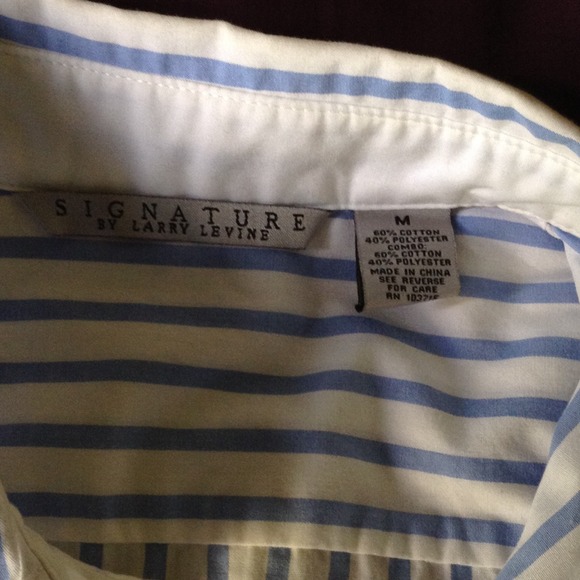 SIGNATURE
BY LARRY LEVINE
M
60% COTTON
40% POLYESTER
COMBO:
60% COTTON
40% POLYESTER
MADE IN CHINA
SEE REVERSE
FOR CARE
RN